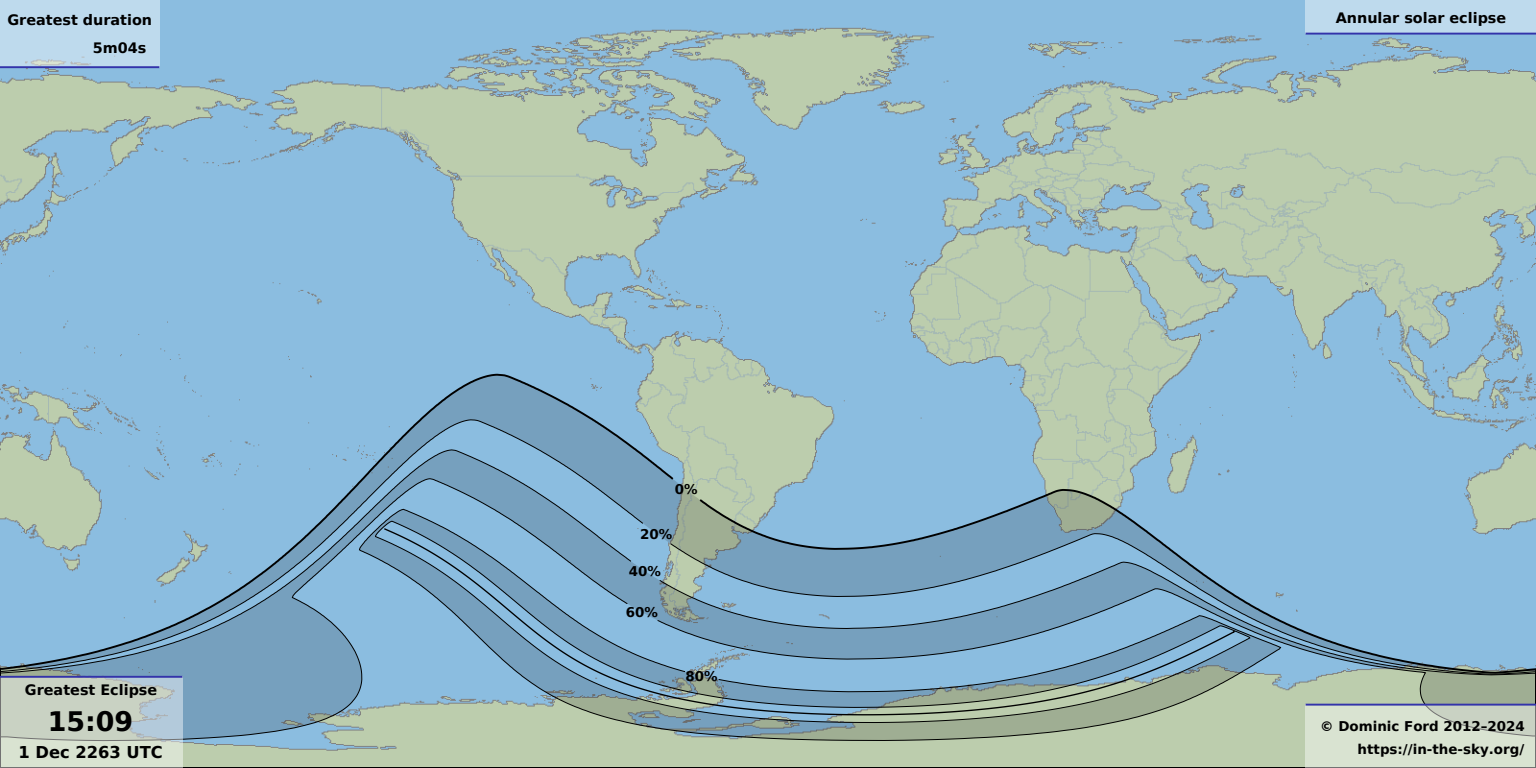 Greatest duration
5m04s
Annular solar eclipse
0%
20%
40%
60%
80%
Greatest Eclipse
15:09
1 Dec 2263 UTC
© Dominic Ford 2012–2024
https://in-the-sky.org/